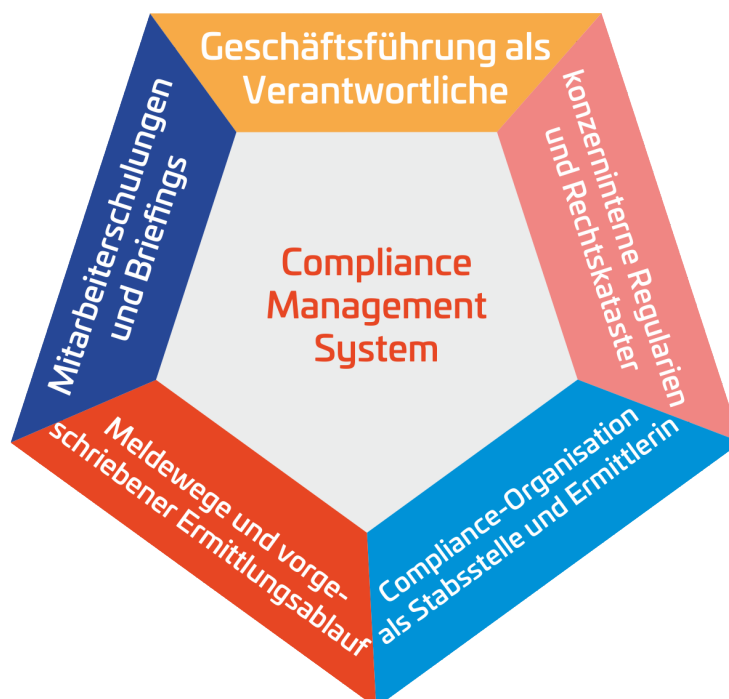 Geschäftsführung als
Verantwortliche
konzerninterne Regularien
und Rechtskataster
Compliance-Organisation
als Stabsstelle und Ermittlerin
Meldewege und vorge-
schriebener Ermittlungsablauf
Mitarbeiterschulungen
und Briefings
Compliance
Management
System